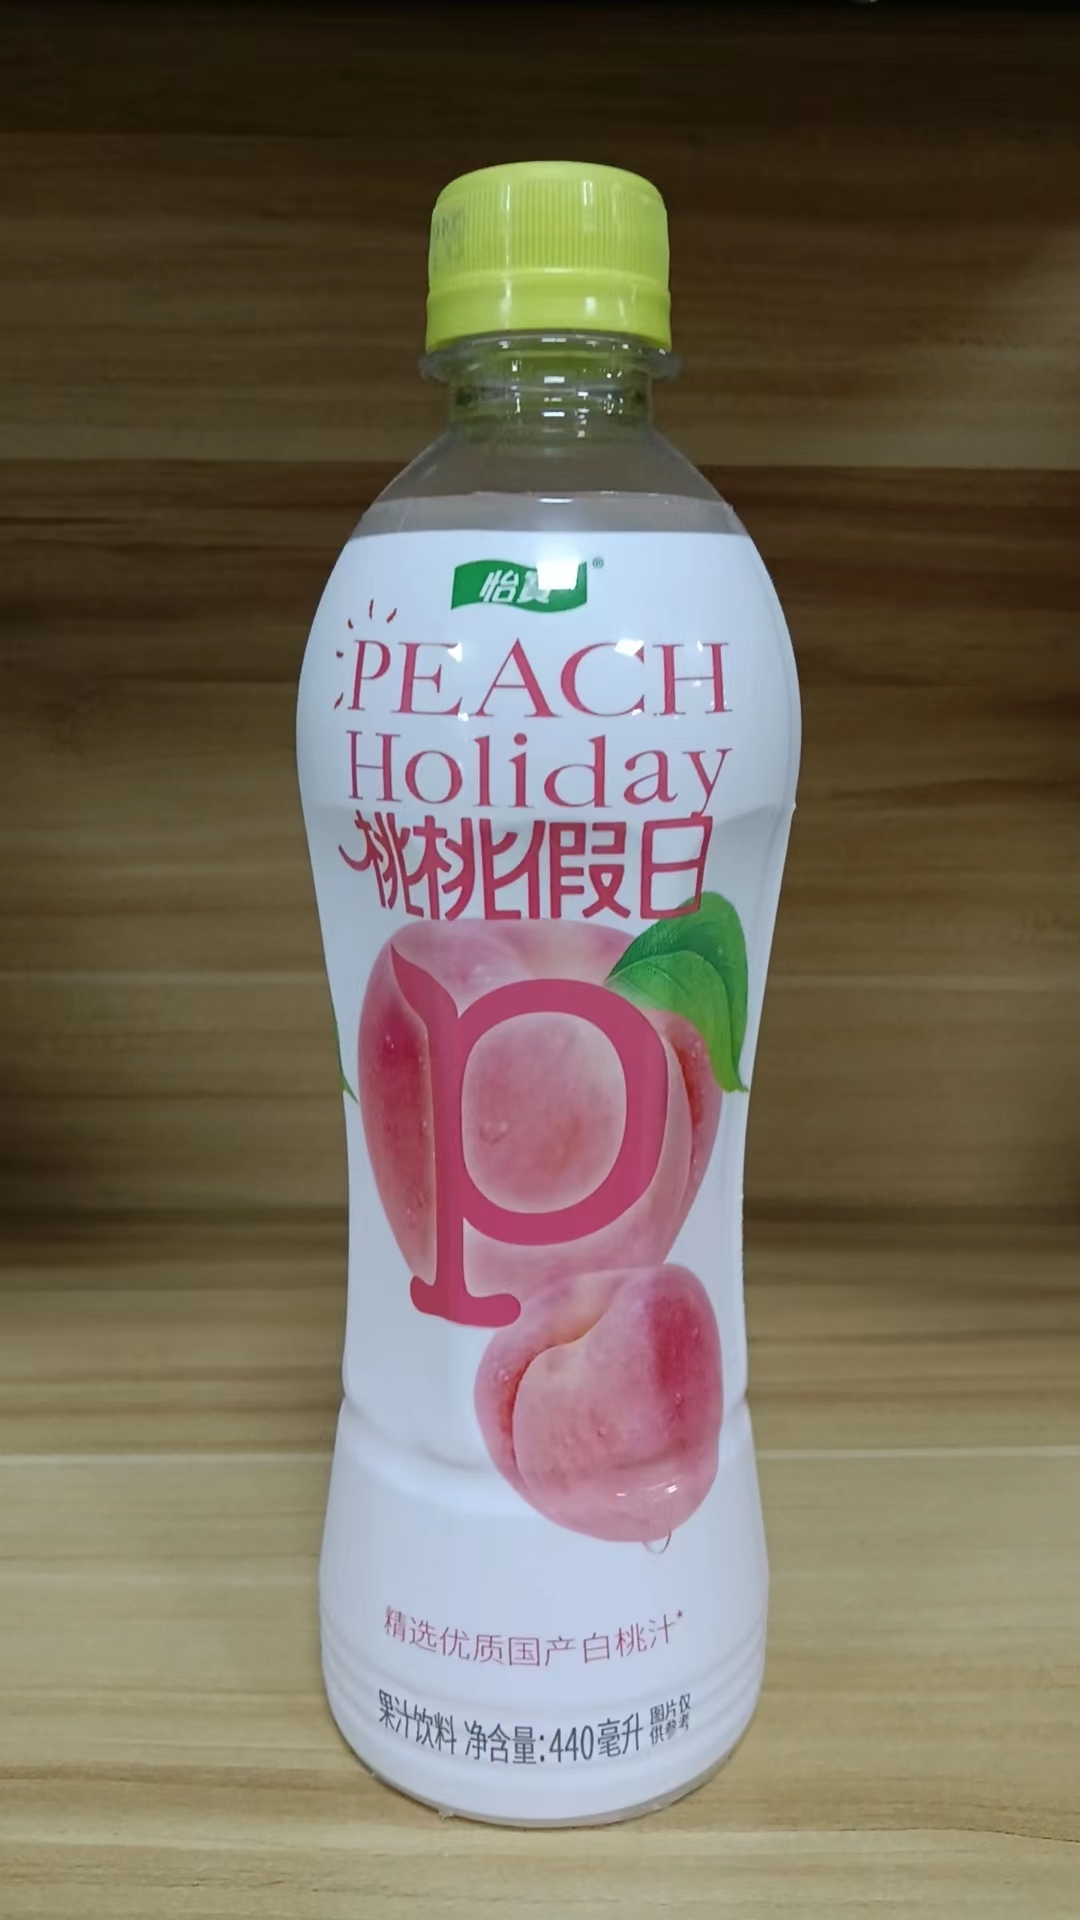 怡寶®
PEACH
Holiday
桃桃假日
p
精选优质国产白桃汁*
果汁饮料 净含量:440毫升 图片仅
供参考